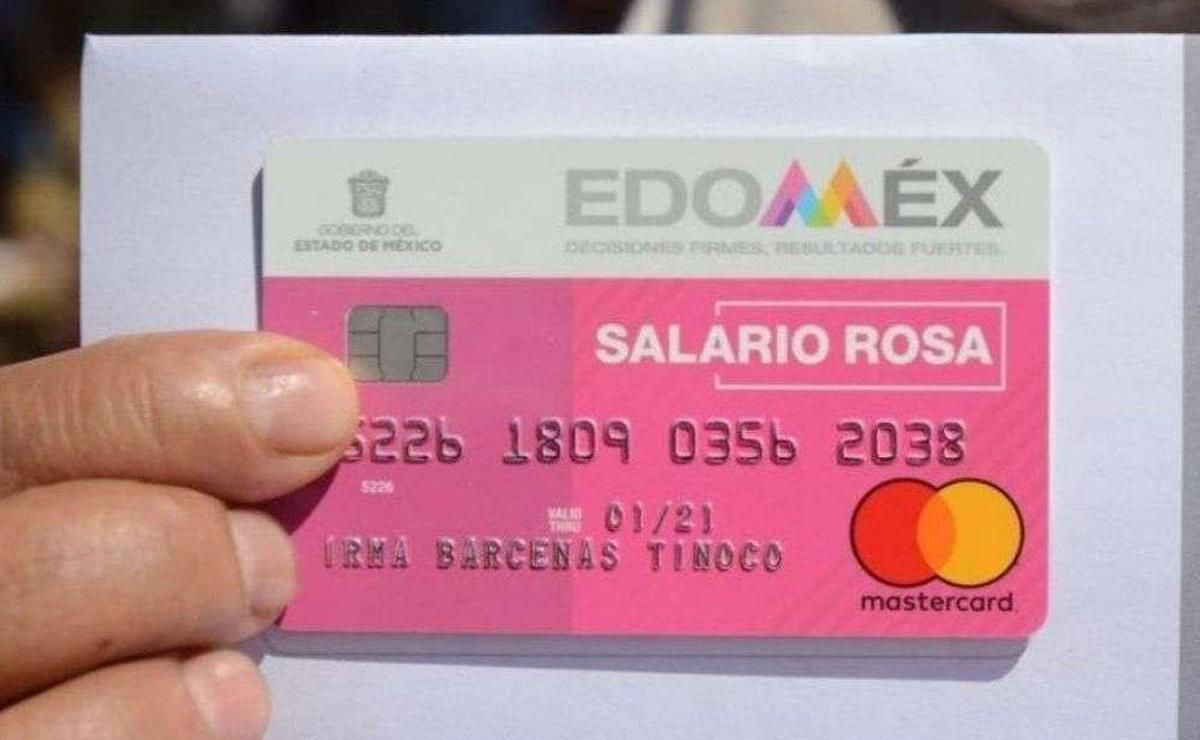 GOBIERNO DEL
ESTADO DE MÉXICO
EDOMÉX
DECISIONES FIRMES, RESULTADOS FUERTES.
SALARIO ROSA
5226 1809 0356 2038
5226
VALID
THRU 01/21
IRMA BARCENAS TINOCO
mastercard